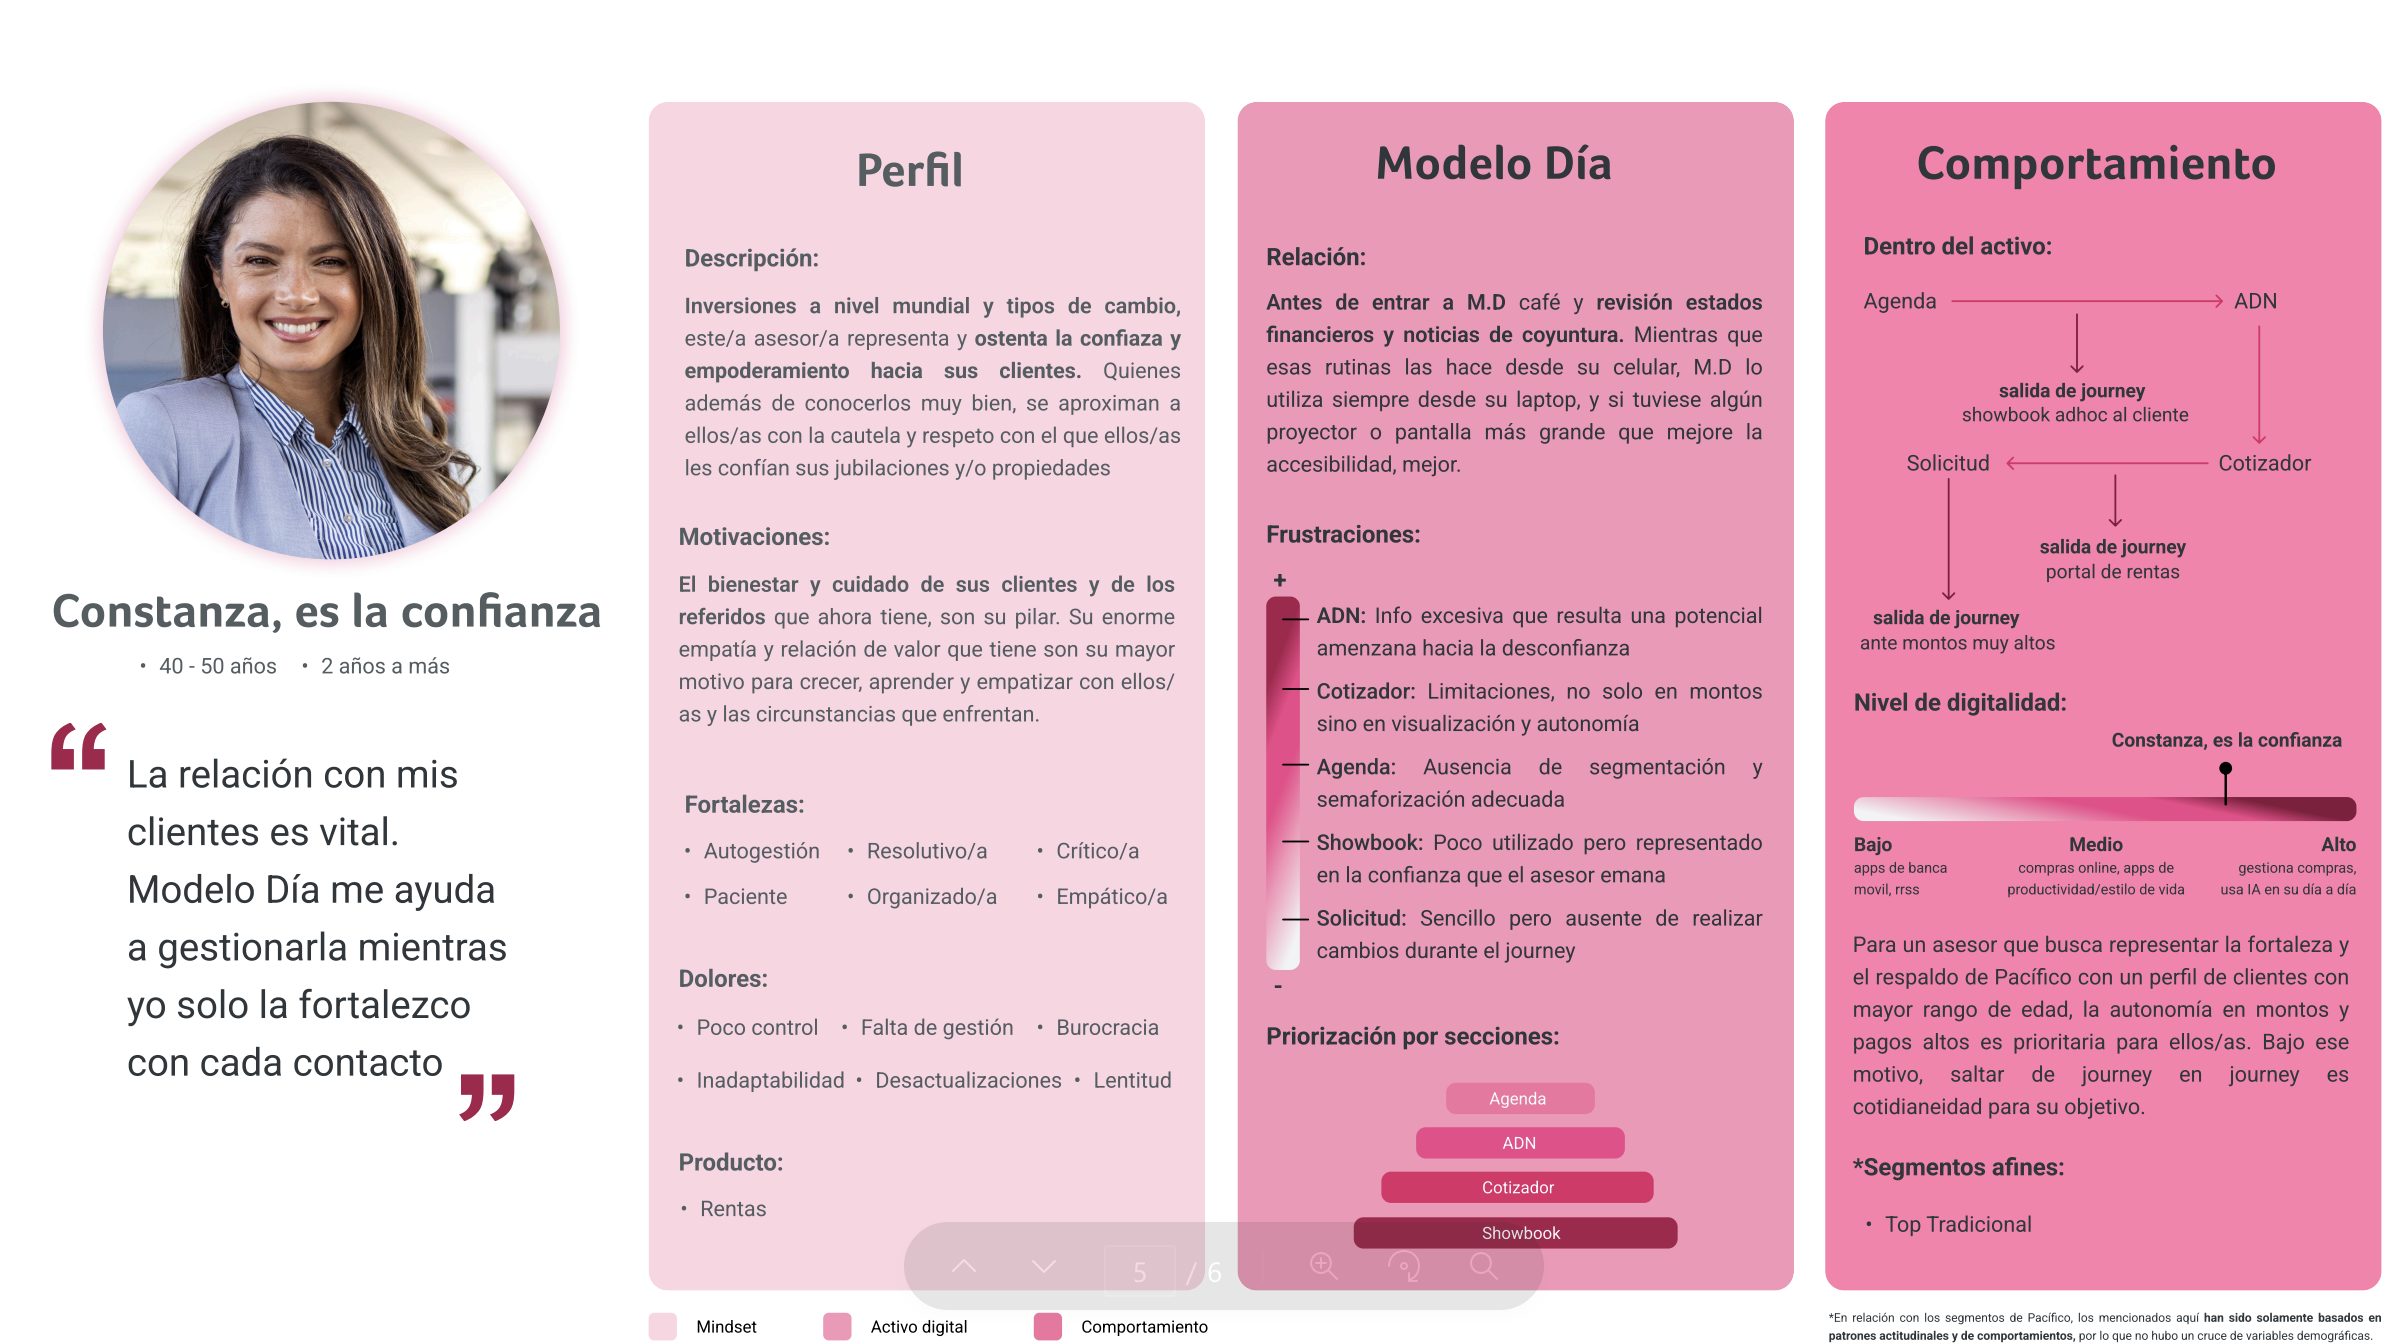 Constanza, es la confianza
• 40 - 50 años • 2 años a más
“
La relación con mis
clientes es vital.
Modelo Día me ayuda
a gestionarla mientras
yo solo la fortalezco
con cada contacto
”
Perfil
Descripción:
Inversiones a nivel mundial y tipos de cambio,
este/a asesor/a representa y ostenta la confiaza y
empoderamiento hacia sus clientes. Quienes
además de conocerlos muy bien, se aproximan a
ellos/as con la cautela y respeto con el que ellos/as
les confían sus jubilaciones y/o propiedades
Motivaciones:
El bienestar y cuidado de sus clientes y de los
referidos que ahora tiene, son su pilar. Su enorme
empatía y relación de valor que tiene son su mayor
motivo para crecer, aprender y empatizar con ellos/
as y las circunstancias que enfrentan.
Fortalezas:
• Autogestión • Resolutivo/a • Crítico/a
• Paciente • Organizado/a • Empático/a
Dolores:
• Poco control • Falta de gestión • Burocracia
• Inadaptabilidad • Desactualizaciones • Lentitud
Producto:
• Rentas
Modelo Día
Relación:
Antes de entrar a M.D café y revisión estados
financieros y noticias de coyuntura. Mientras que
esas rutinas las hace desde su celular, M.D lo
utiliza siempre desde su laptop, y si tuviese algún
proyector o pantalla más grande que mejore la
accesibilidad, mejor.
Frustraciones:
+
ADN: Info excesiva que resulta una potencial
amenzana hacia la desconfianza
Cotizador: Limitaciones, no solo en montos
sino en visualización y autonomía
Agenda: Ausencia de segmentación y
semaforización adecuada
Showbook: Poco utilizado pero representado
en la confianza que el asesor emana
Solicitud: Sencillo pero ausente de realizar
cambios durante el journey
-
Priorización por secciones:
Agenda
ADN
Cotizador
Showbook
Comportamiento
Dentro del activo:
Agenda ADN
salida de journey
showbook adhoc al cliente
Solicitud Cotizador
salida de journey
portal de rentas
salida de journey
ante montos muy altos
Nivel de digitalidad:
Constanza, es la confianza
Bajo Medio Alto
apps de banca compras online, apps de gestiona compras,
movil, rrss productividad/estilo de vida usa IA en su día a día
Para un asesor que busca representar la fortaleza y
el respaldo de Pacífico con un perfil de clientes con
mayor rango de edad, la autonomía en montos y
pagos altos es prioritaria para ellos/as. Bajo ese
motivo, saltar de journey en journey es
cotidianeidad para su objetivo.
*Segmentos afines:
• Top Tradicional
5 / 6
Mindset Activo digital Comportamiento
*En relación con los segmentos de Pacífico, los mencionados aquí han sido solamente basados en
patrones actitudinales y de comportamientos, por lo que no hubo un cruce de variables demográficas.